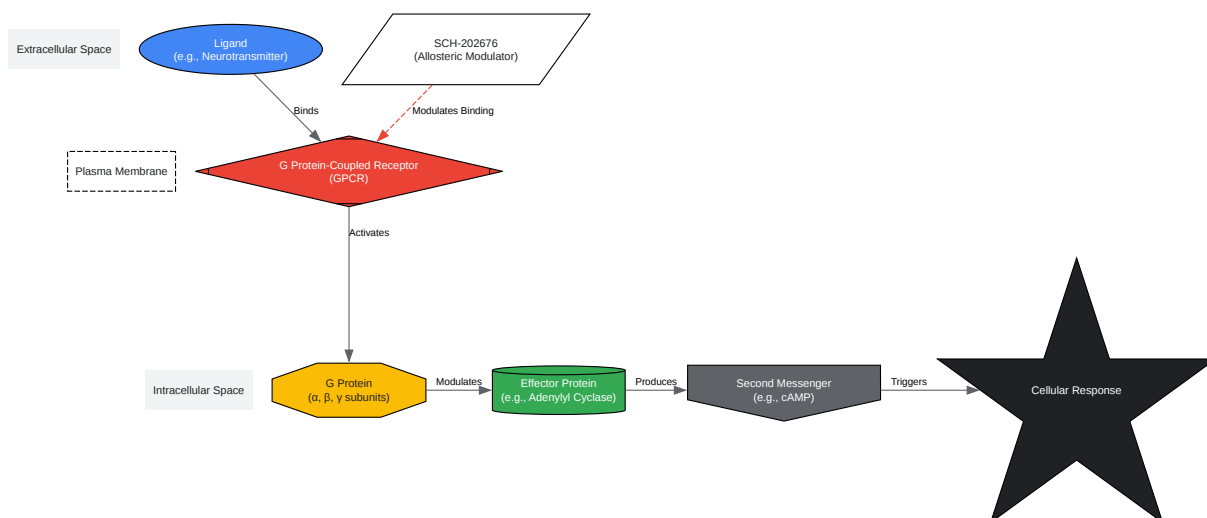 Extracellular Space
Ligand
(e.g., Neurotransmitter)
SCH-202676
(Allosteric Modulator)
Binds
Modulates Binding
Plasma Membrane
G Protein-Coupled Receptor
(GPCR)
Activates
Intracellular Space
G Protein
(α, β, γ subunits)
Modulates
Effector Protein
(e.g., Adenylyl Cyclase)
Produces
Second Messenger
(e.g., cAMP)
Triggers
Cellular Response